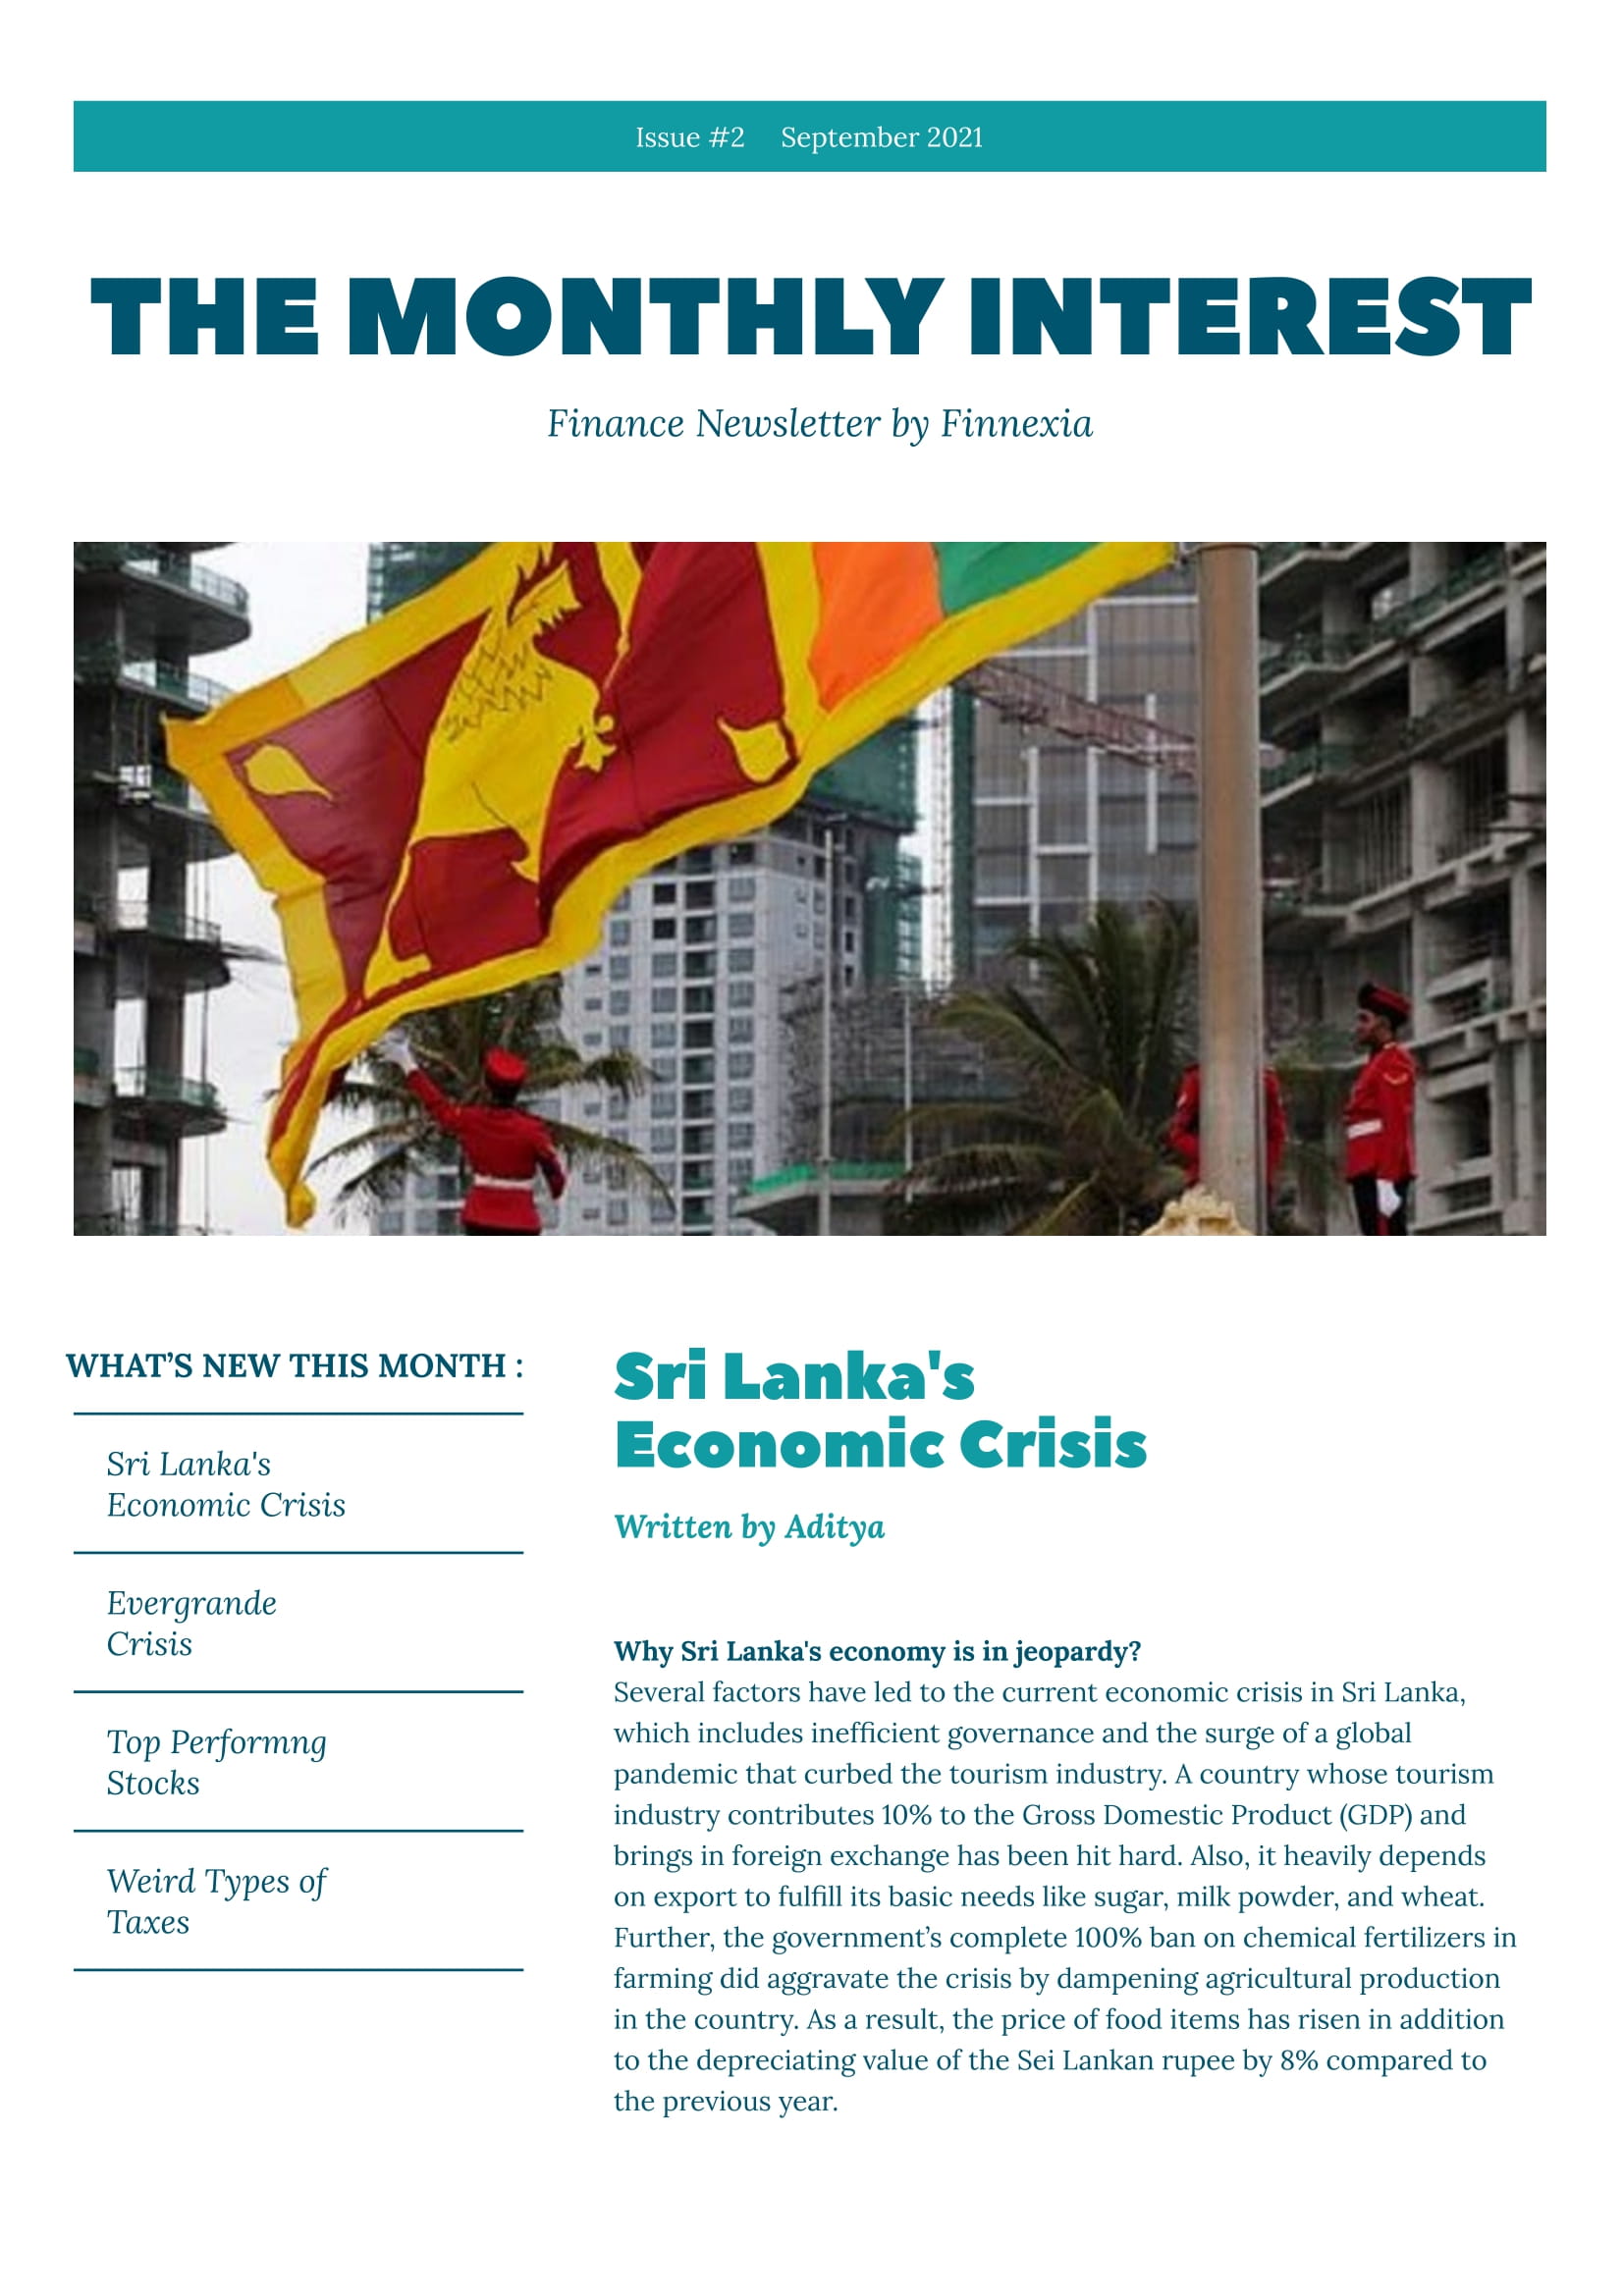 Issue #2 September 2021
THE MONTHLY INTEREST
Finance Newsletter by Finnexia
WHAT’S NEW THIS MONTH :
Sri Lanka's
Economic Crisis
Evergrande
Crisis
Top Performng
Stocks
Weird Types of
Taxes
Sri Lanka's
Economic Crisis
Written by Aditya
Why Sri Lanka's economy is in jeopardy?
Several factors have led to the current economic crisis in Sri Lanka,
which includes inefficient governance and the surge of a global
pandemic that curbed the tourism industry. A country whose tourism
industry contributes 10% to the Gross Domestic Product (GDP) and
brings in foreign exchange has been hit hard. Also, it heavily depends
on export to fulfill its basic needs like sugar, milk powder, and wheat.
Further, the government’s complete 100% ban on chemical fertilizers in
farming did aggravate the crisis by dampening agricultural production
in the country. As a result, the price of food items has risen in addition
to the depreciating value of the Sei Lankan rupee by 8% compared to
the previous year.